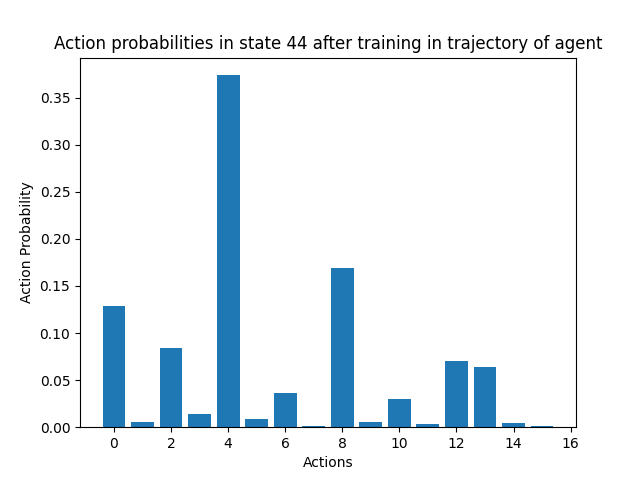 Action probabilities in state 44 after training in trajectory of agent
0.35
0.30
0.25
0.20
0.15
0.10
0.05
0.00
Action Probability
0 2 4 6 8 10 12 14 16
Actions